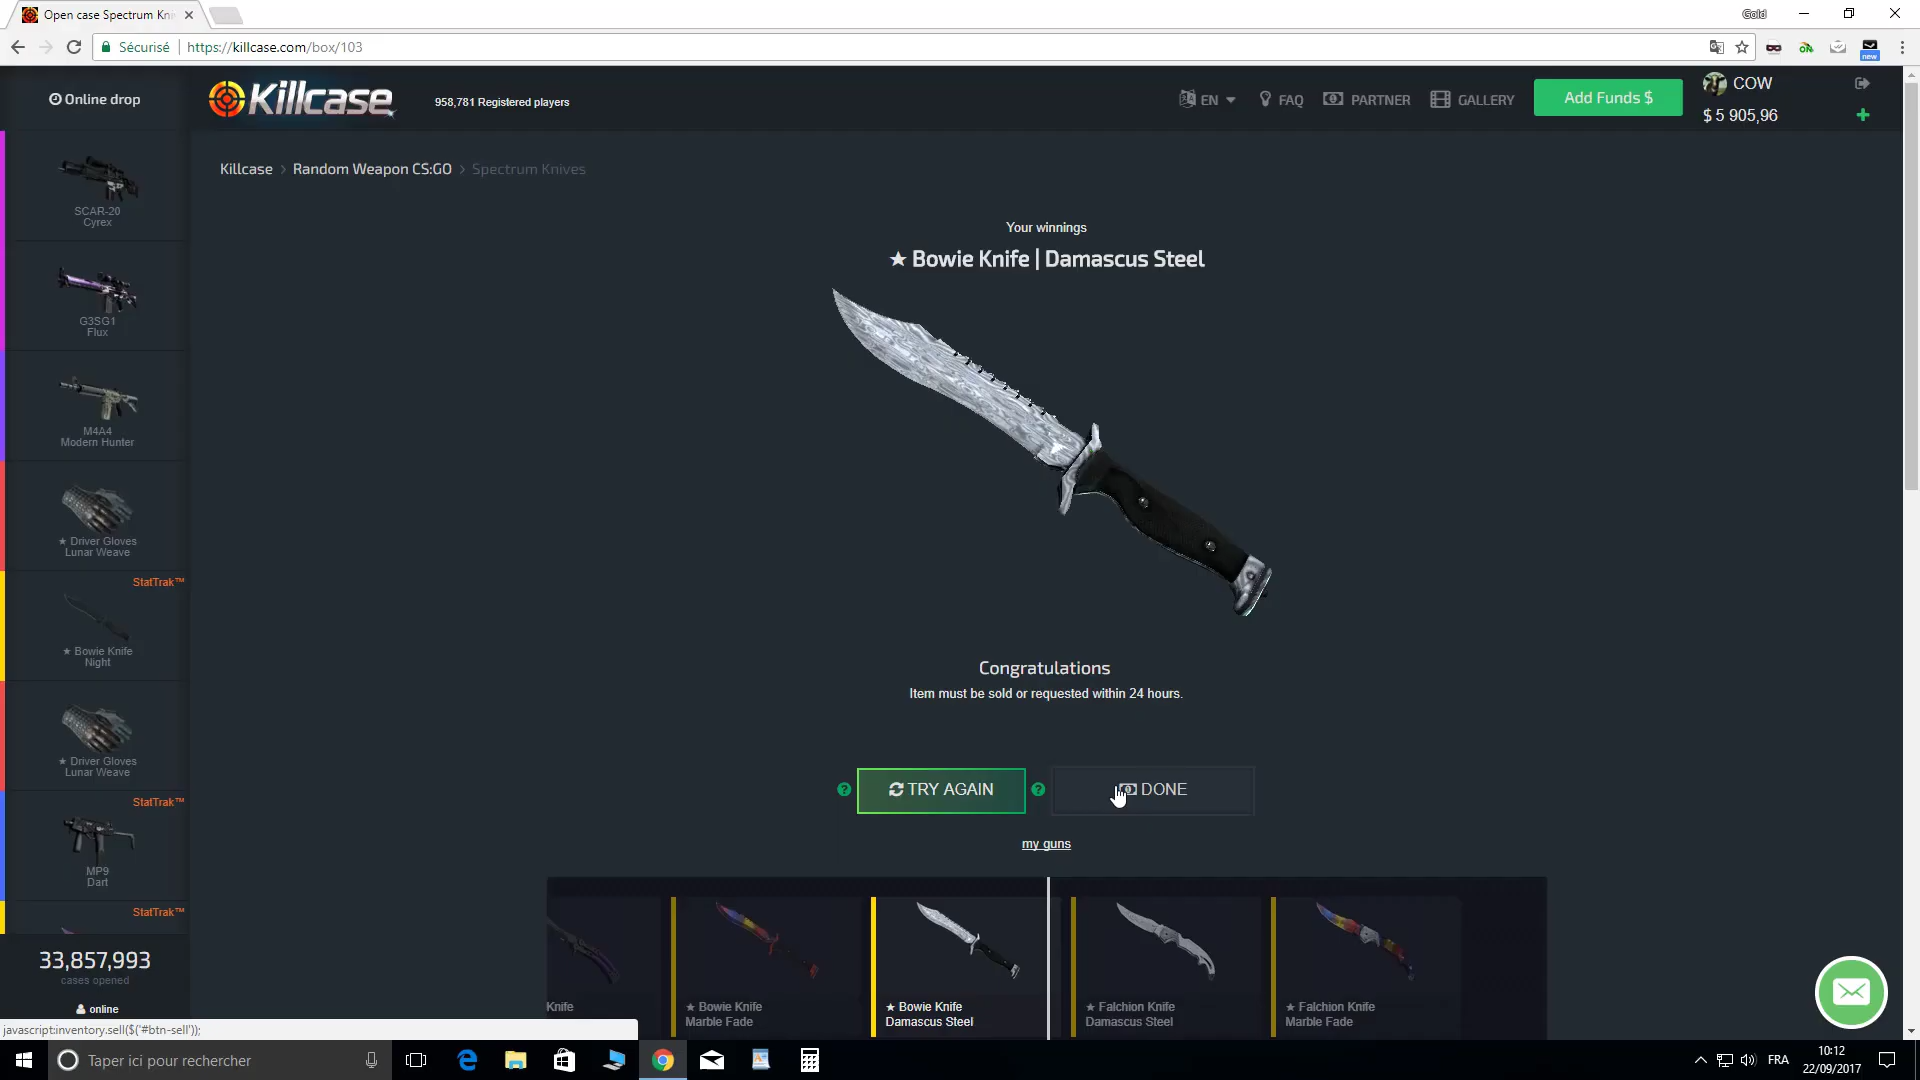 Open case Spectrum Kni
Gold
Sécurisé
https://killcase.com/box/103
ON
new
Online drop
Killcase
958,781 Registered players
EN
FAQ
PARTNER
GALLERY
Add Funds $
COW
$ 5 905,96
Killcase > Random Weapon CS:GO > Spectrum Knives
SCAR-20
Cyrex
G3SG1
Flux
M4A4
Modern Hunter
★ Driver Gloves
Lunar Weave
StatTrak™
★ Bowie Knife
Night
★ Driver Gloves
Lunar Weave
StatTrak™
MP9
Dart
StatTrak™
33,857,993
cases opened
online
Your winnings
★ Bowie Knife | Damascus Steel
Congratulations
Item must be sold or requested within 24 hours.
? TRY AGAIN
? DONE
my guns
Knife
★ Bowie Knife
Marble Fade
★ Bowie Knife
Damascus Steel
★ Falchion Knife
Damascus Steel
★ Falchion Knife
Marble Fade
javascript:inventory.sell($('#btn-sell'));
Taper ici pour rechercher
FRA
10:12
22/09/2017